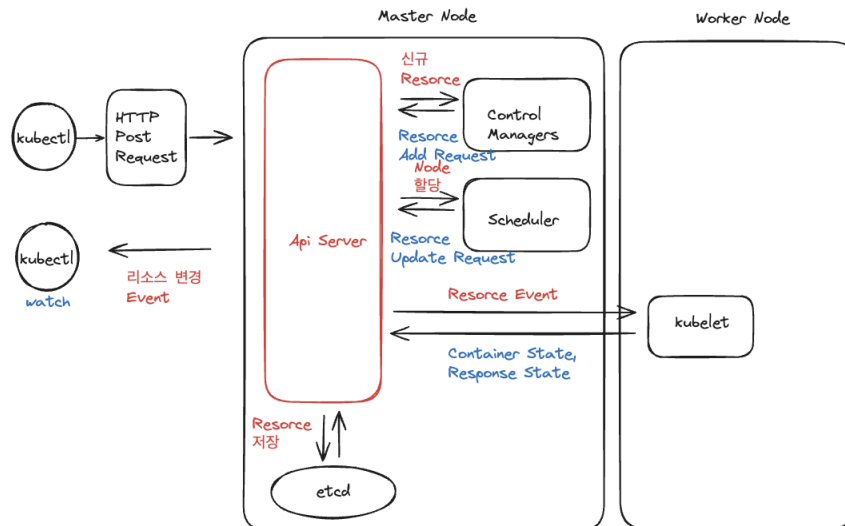 Master Node
Worker Node
kubectl
HTTP
Post
Request
신규
Resorce
Resorce
Add Request
Control
Managers
Node
할당
Resorce
Update Request
Scheduler
Api Server
kubectl
watch
리소스 변경
Event
Resorce Event
Container State,
Response State
kubelet
Resorce
저장
etcd